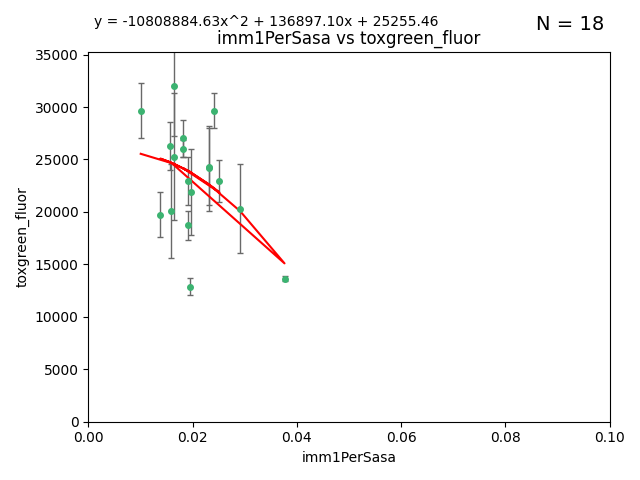 y = -10808884.63x^2 + 136897.10x + 25255.46
N = 18
imm1PerSasa vs toxgreen_fluor
35000
30000
25000
20000
15000
10000
5000
0
toxgreen_fluor
0.00 0.02 0.04 0.06 0.08 0.10
imm1PerSasa